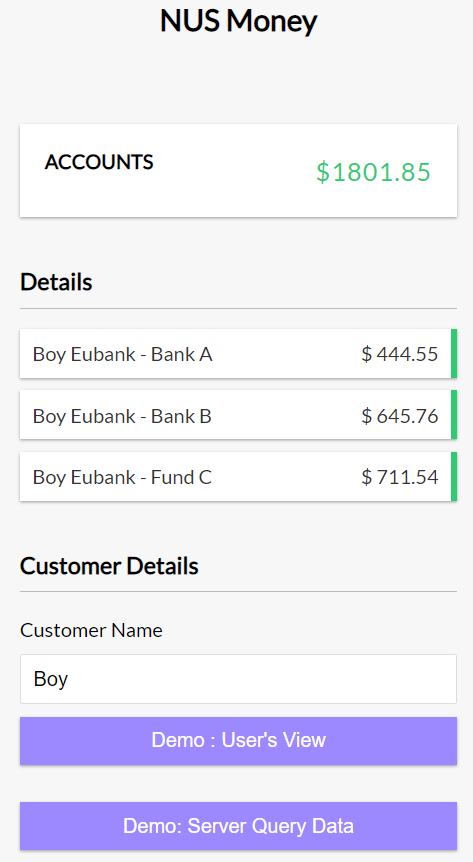 NUS Money
ACCOUNTS
$1801.85
Details
Boy Eubank - Bank A $ 444.55
Boy Eubank - Bank B $ 645.76
Boy Eubank - Fund C $ 711.54
Customer Details
Customer Name
Boy
Demo : User's View
Demo: Server Query Data